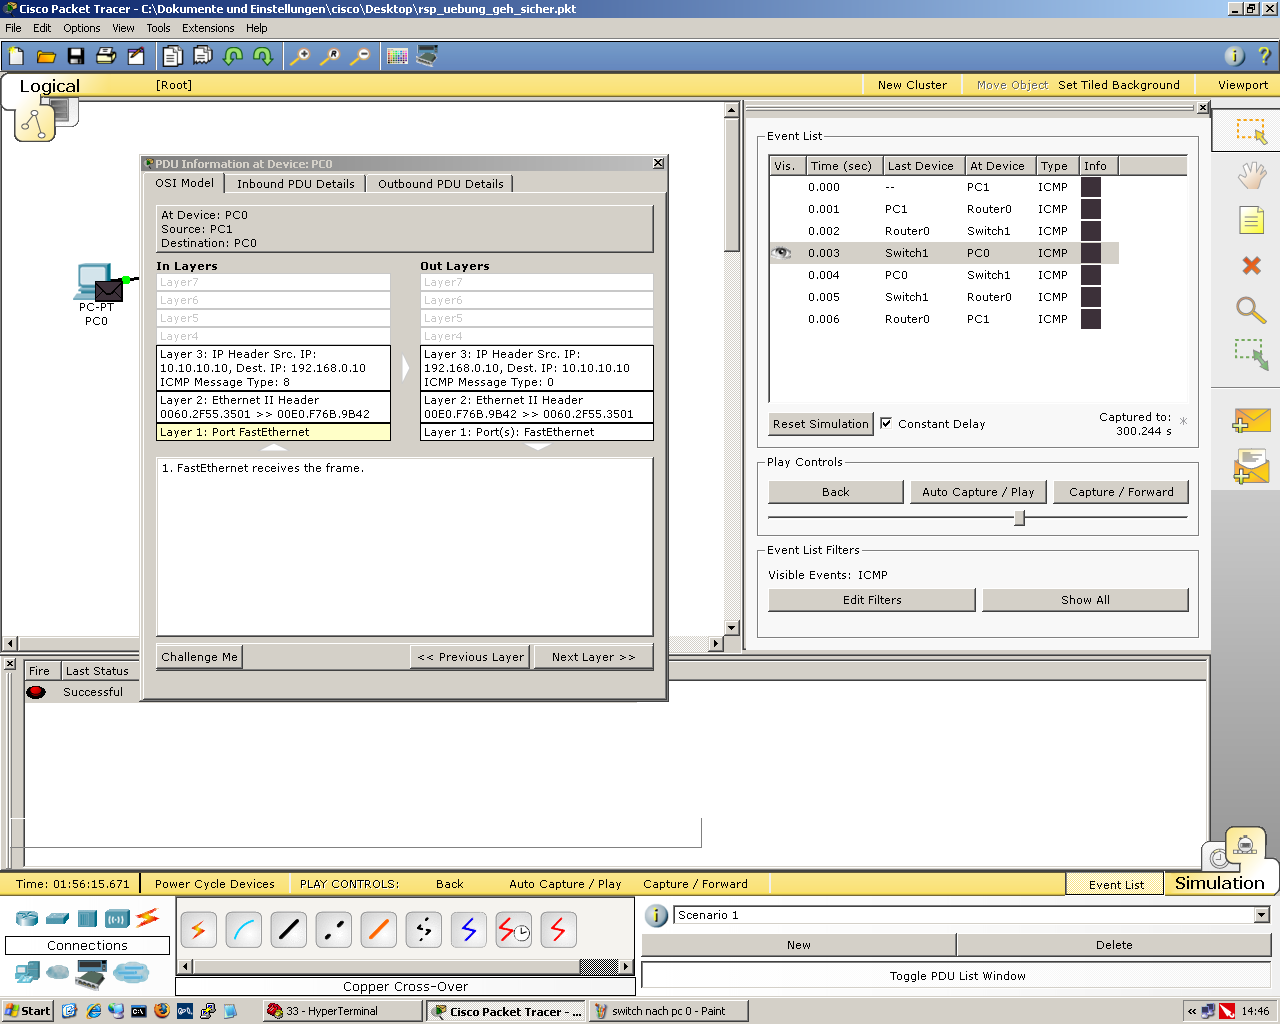 Cisco Packet Tracer - C:\Dokumente und Einstellungen\cisco\Desktop\rsp_uebung_geh_sicher.pkt
File Edit Options View Tools Extensions Help
Logical [Root] New Cluster Move Object Set Tiled Background Viewport
PC-PT
PC0
PDU Information at Device: PC0
OSI Model Inbound PDU Details Outbound PDU Details
At Device: PC0
Source: PC1
Destination: PC0
In Layers Out Layers
Layer7 Layer7
Layer6 Layer6
Layer5 Layer5
Layer4 Layer4
Layer 3: IP Header Src. IP: Layer 3: IP Header Src. IP:
10.10.10.10, Dest. IP: 192.168.0.10 192.168.0.10, Dest. IP: 10.10.10.10
ICMP Message Type: 8 ICMP Message Type: 0
Layer 2: Ethernet II Header Layer 2: Ethernet II Header
0060.2F55.3501 >> 00E0.F76B.9B42 00E0.F76B.9B42 >> 0060.2F55.3501
Layer 1: Port FastEthernet Layer 1: Port(s): FastEthernet
1. FastEthernet receives the frame.
Challenge Me << Previous Layer Next Layer >>
Event List
Vis. Time (sec) Last Device At Device Type Info
0.000 -- PC1 ICMP
0.001 PC1 Router0 ICMP
0.002 Router0 Switch1 ICMP
0.003 Switch1 PC0 ICMP
0.004 PC0 Switch1 ICMP
0.005 Switch1 Router0 ICMP
0.006 Router0 PC1 ICMP
Reset Simulation Constant Delay Captured to: *
300.244 s
Play Controls
Back Auto Capture / Play Capture / Forward
Event List Filters
Visible Events: ICMP
Edit Filters Show All
Fire Last Status
Successful
Time: 01:56:15.671 Power Cycle Devices PLAY CONTROLS: Back Auto Capture / Play Capture / Forward Event List Simulation
Connections
Copper Cross-Over
Scenario 1
New Delete
Toggle PDU List Window
Start 33 - HyperTerminal Cisco Packet Tracer - ... switch nach pc 0 - Paint « 14:46